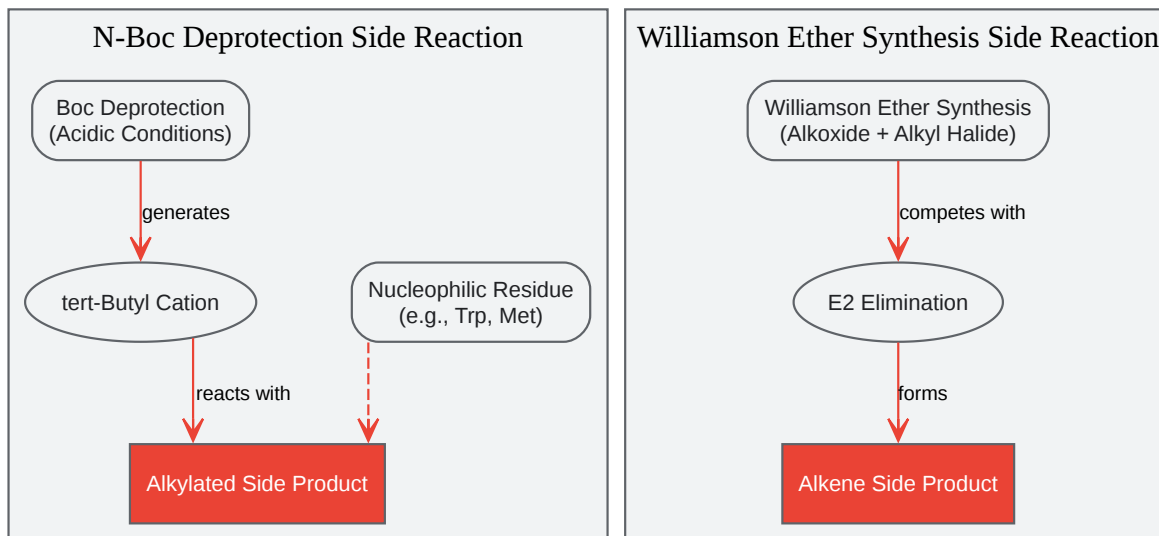 N-Boc Deprotection Side Reaction
Boc Deprotection
(Acidic Conditions)
generates
tert-Butyl Cation
Nucleophilic Residue
(e.g., Trp, Met)
reacts with
Alkylated Side Product
Williamson Ether Synthesis Side Reaction
Williamson Ether Synthesis
(Alkoxide + Alkyl Halide)
competes with
E2 Elimination
forms
Alkene Side Product